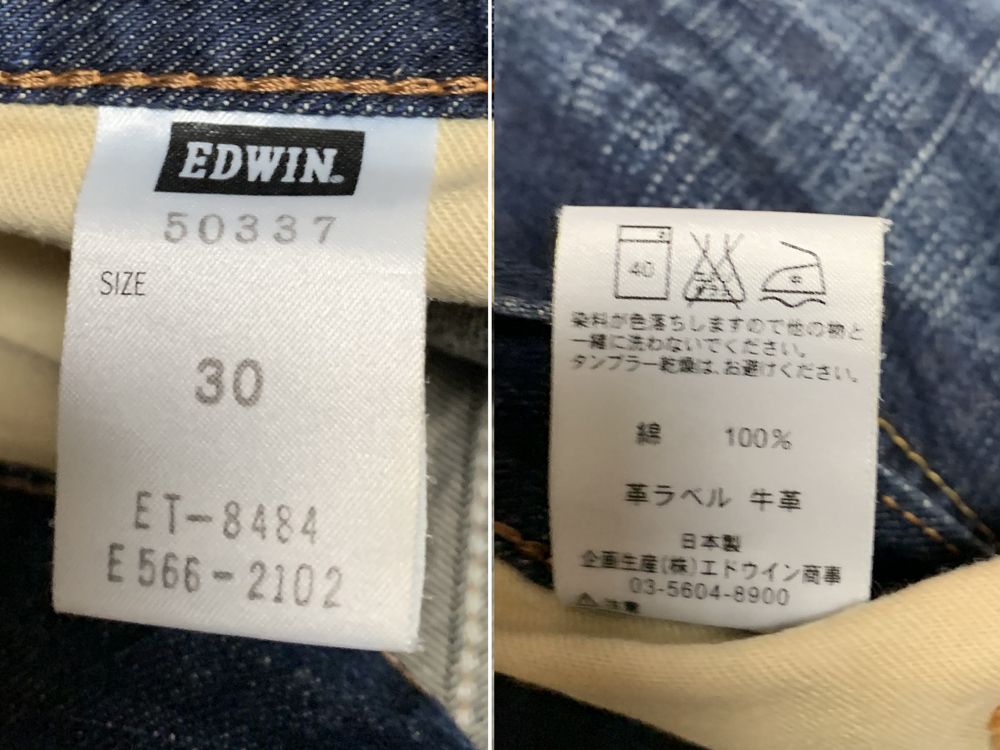 EDWIN®
50337
SIZE
30
ET-8484
E566-2102
40
染料が色落ちしますので他の物と
一緒に洗わないでください。
タンブラー乾燥は、お避けください。
綿 100%
革ラベル 牛革
日本製
企画生産(株)エドウイン商事
03-5604-8900
注意